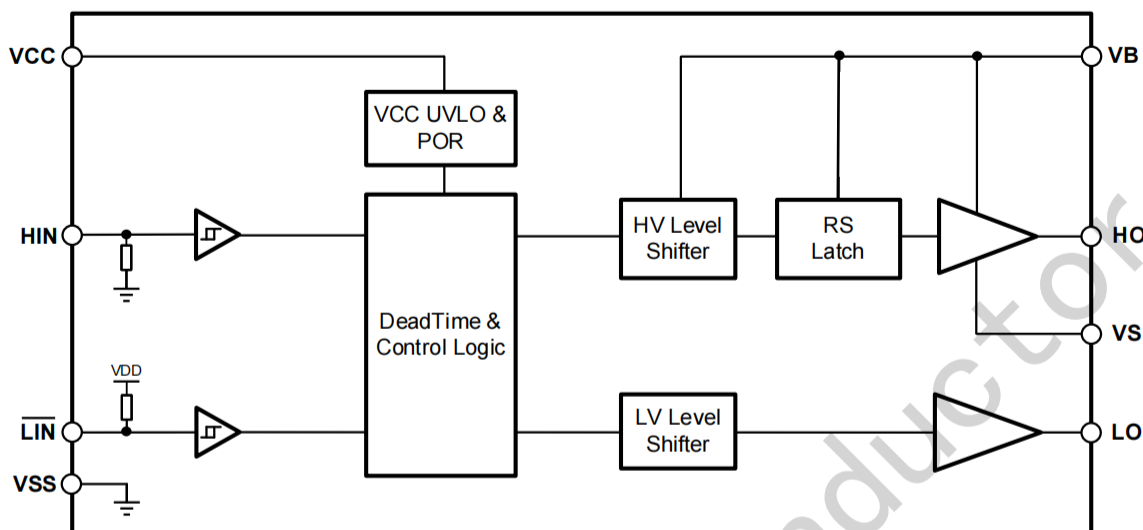 VCC
VB
VCC UVLO &
POR
HIN
HV Level
Shifter
RS
Latch
HO
DeadTime &
Control Logic
VS
VDD
L̅I̅N̅
LV Level
Shifter
LO
VSS
ductor